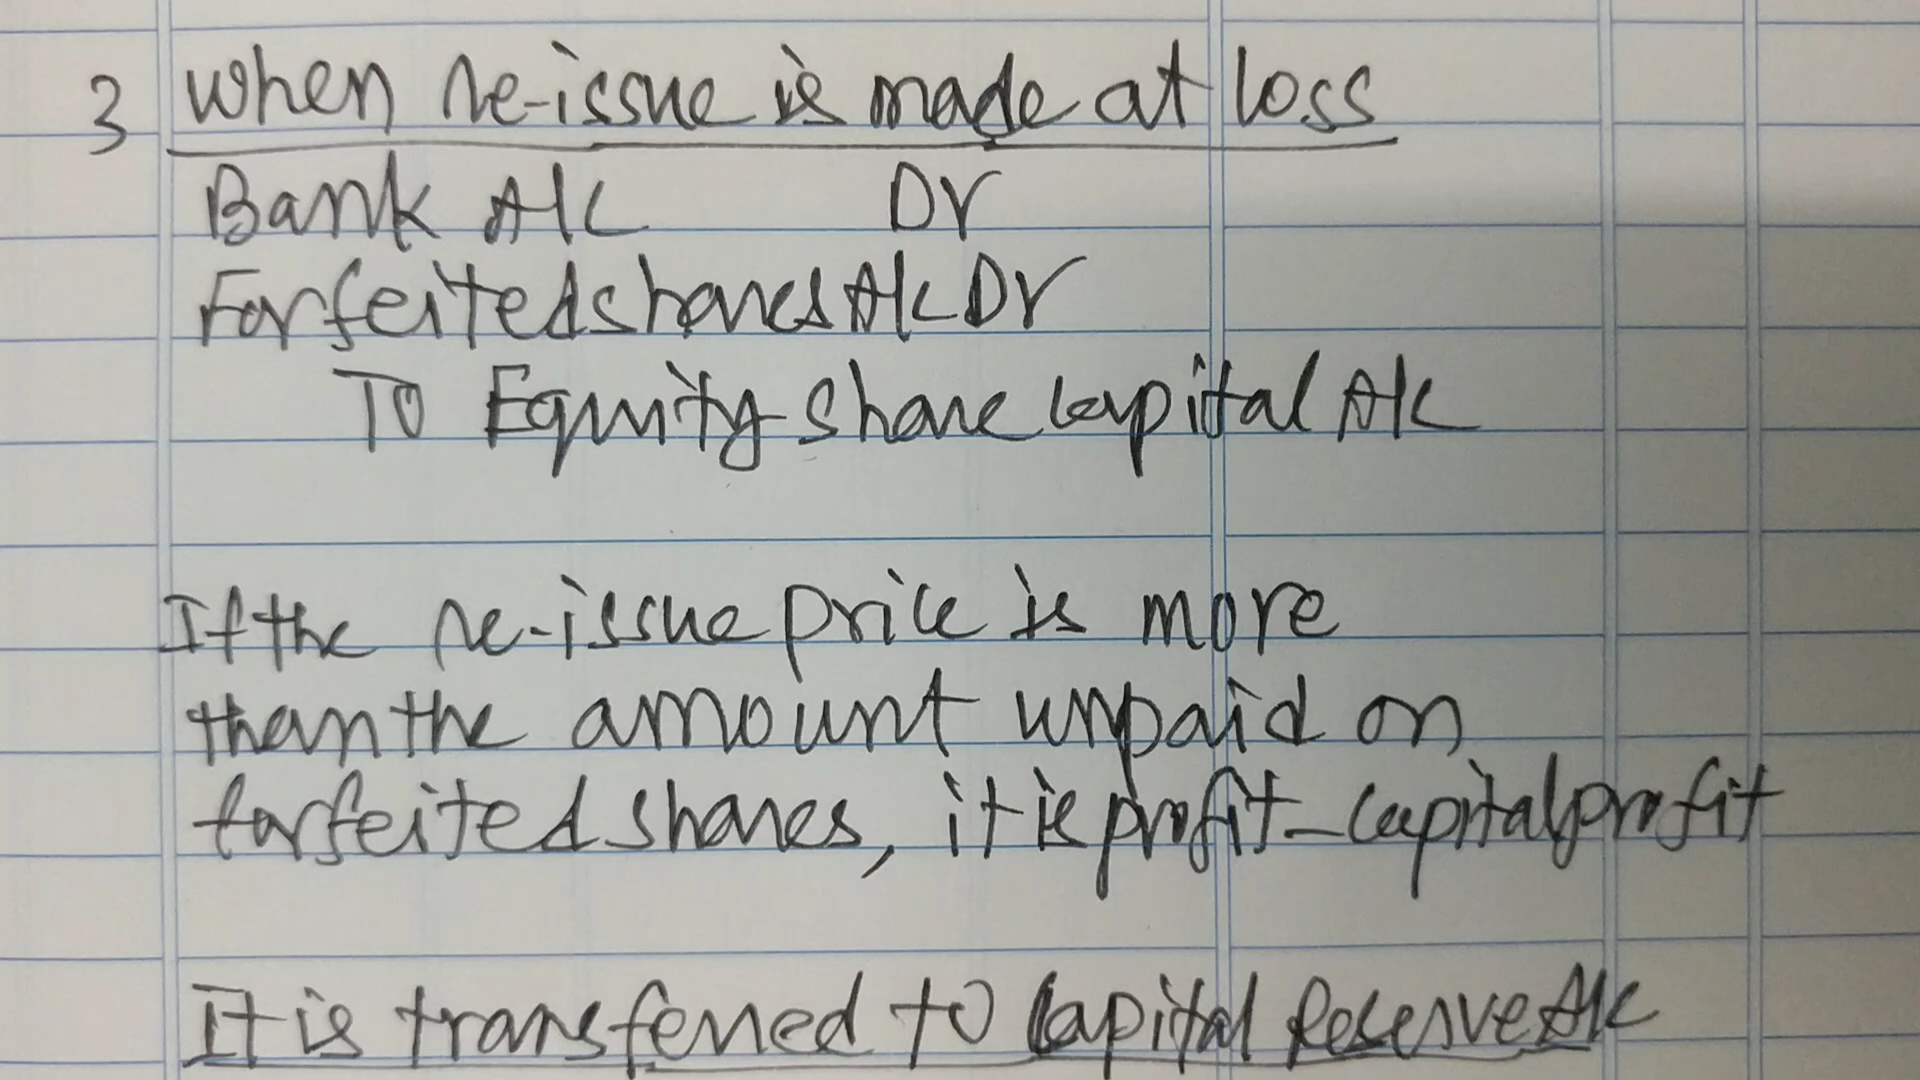 3 When re-issue is made at loss
Bank A/c Dr
Forfeited shares A/c Dr
To Equity share capital A/c
If the re-issue price is more
than the amount unpaid on
forfeited shares, it is profit - capital profit
It is transferred to Capital Reserve A/c